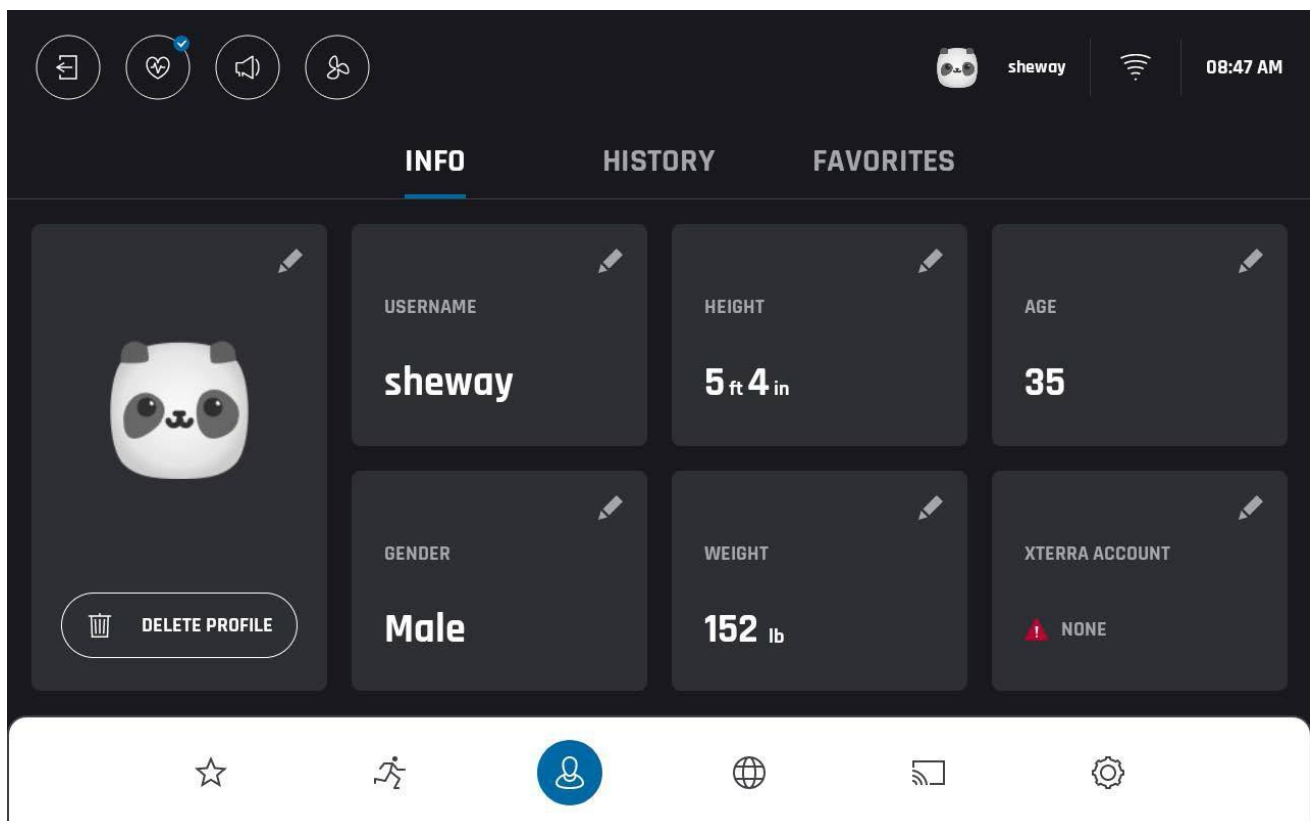 sheway
08:47 AM
INFO
HISTORY
FAVORITES
USERNAME
sheway
HEIGHT
5 ft 4 in
AGE
35
DELETE PROFILE
GENDER
Male
WEIGHT
152 lb
XTERRA ACCOUNT
NONE